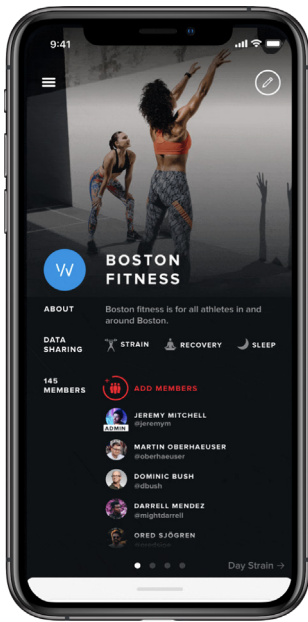 9:41
BOSTON
FITNESS
ABOUT
Boston fitness is for all athletes in and
around Boston.
DATA
SHARING
STRAIN
RECOVERY
SLEEP
145
MEMBERS
ADD MEMBERS
JEREMY MITCHELL
@jeremym
ADMIN
MARTIN OBERHAEUSER
@oberhaeuser
DOMINIC BUSH
@dbush
DARRELL MENDEZ
@mightdarrell
ORED SJÖGREN
Day Strain →